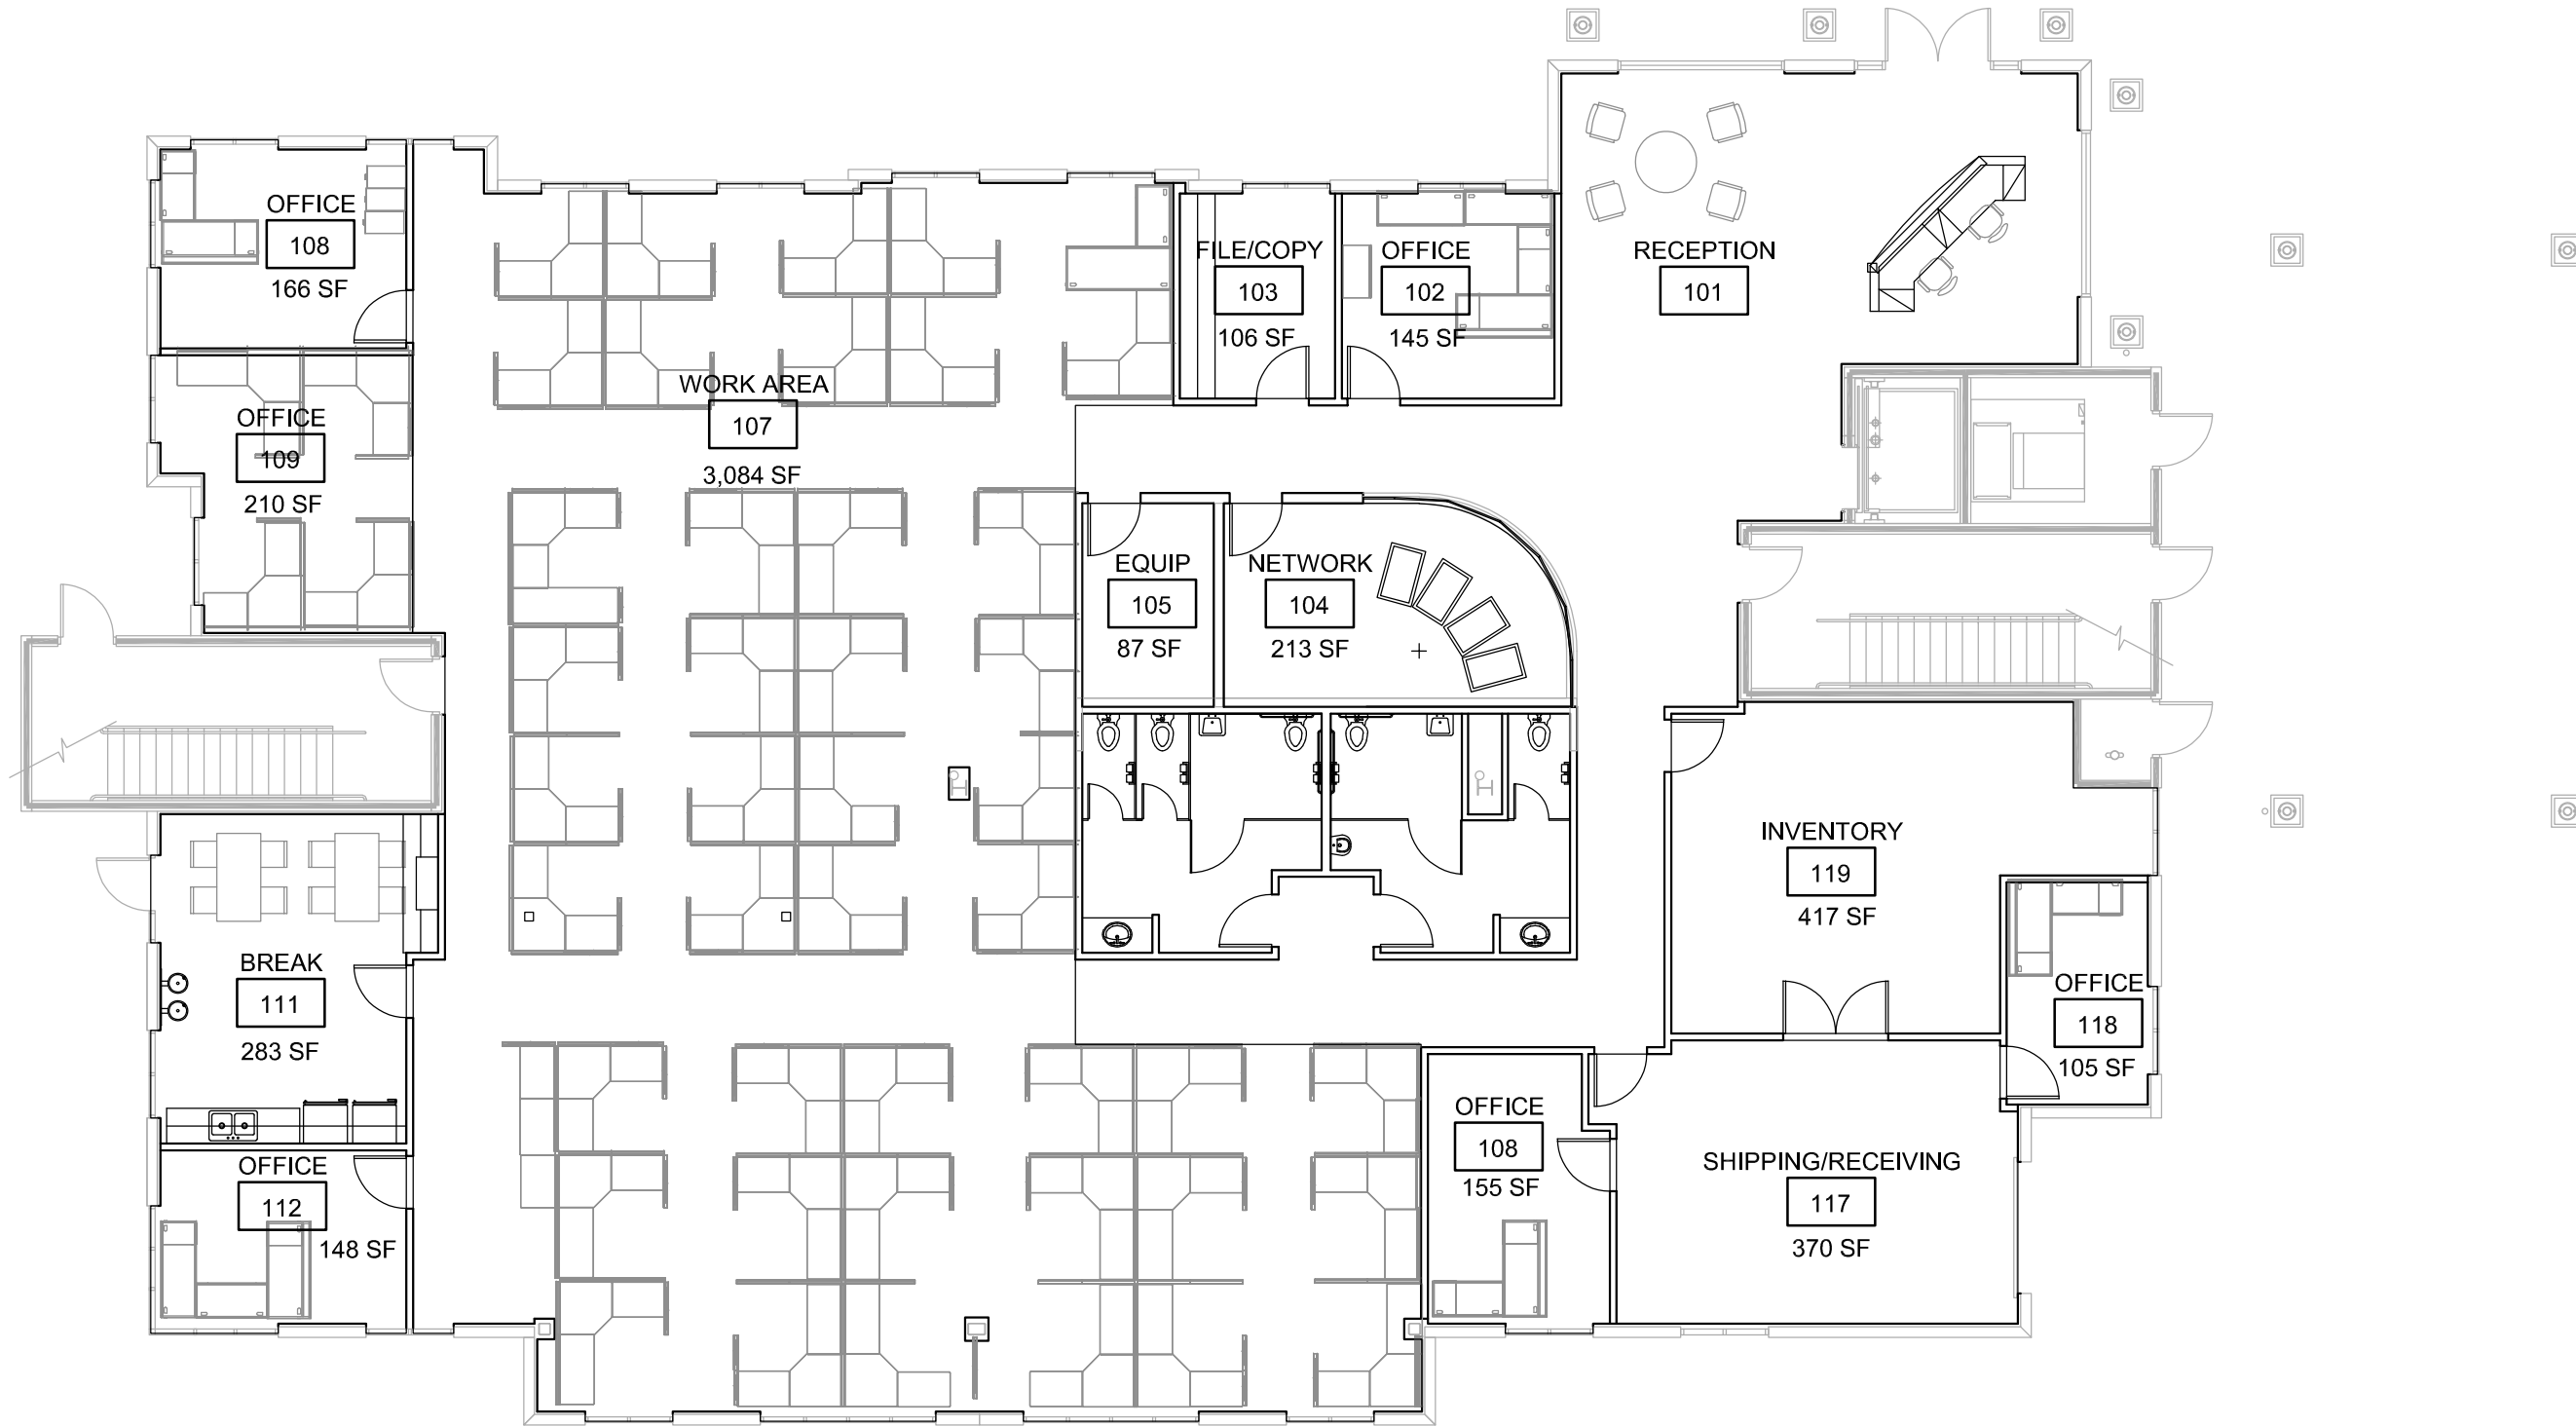 OFFICE
108
166 SF
FILE/COPY
103
106 SF
OFFICE
102
145 SF
RECEPTION
101
WORK AREA
107
3,084 SF
OFFICE
109
210 SF
EQUIP
105
87 SF
NETWORK
104
213 SF
INVENTORY
119
417 SF
BREAK
111
283 SF
OFFICE
118
105 SF
OFFICE
108
155 SF
SHIPPING/RECEIVING
117
370 SF
OFFICE
112
148 SF